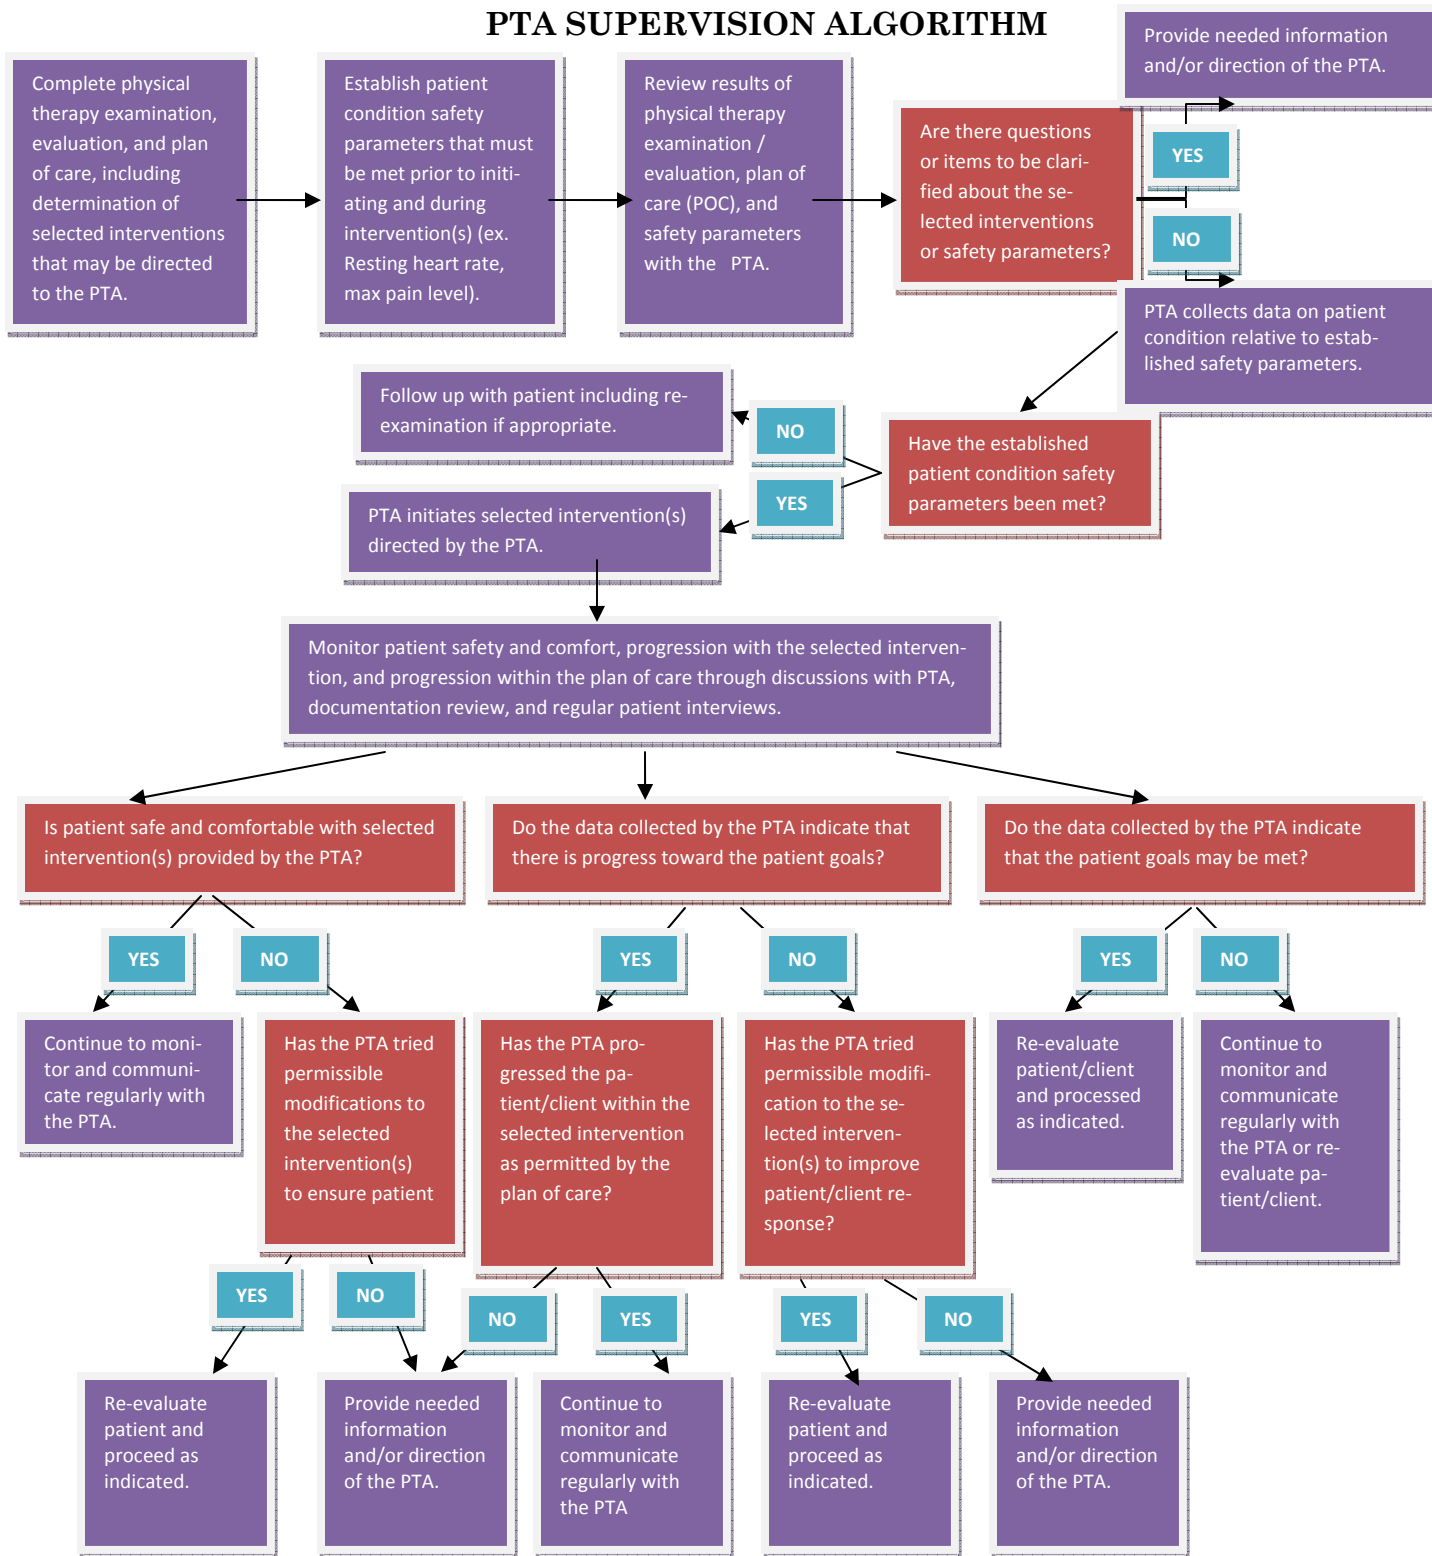 PTA SUPERVISION ALGORITHM
Complete physical
therapy examination,
evaluation, and plan
of care, including
determination of
selected interventions
that may be directed
to the PTA.
Establish patient
condition safety
parameters that must
be met prior to initi-
ating and during
intervention(s) (ex.
Resting heart rate,
max pain level).
Review results of
physical therapy
examination /
evaluation, plan of
care (POC), and
safety parameters
with the PTA.
Are there questions
or items to be clari-
fied about the se-
lected interventions
or safety parameters?
YES
Provide needed information
and/or direction of the PTA.
NO
PTA collects data on patient
condition relative to estab-
lished safety parameters.
Have the established
patient condition safety
parameters been met?
NO
Follow up with patient including re-
examination if appropriate.
YES
PTA initiates selected intervention(s)
directed by the PTA.
Monitor patient safety and comfort, progression with the selected interven-
tion, and progression within the plan of care through discussions with PTA,
documentation review, and regular patient interviews.
Is patient safe and comfortable with selected
intervention(s) provided by the PTA?
Do the data collected by the PTA indicate that
there is progress toward the patient goals?
Do the data collected by the PTA indicate
that the patient goals may be met?
YES
NO
YES
NO
YES
NO
Continue to moni-
tor and communi-
cate regularly with
the PTA.
Has the PTA tried
permissible
modifications to
the selected
intervention(s)
to ensure patient
Has the PTA pro-
gressed the pa-
tient/client within the
selected intervention
as permitted by the
plan of care?
Has the PTA tried
permissible modifi-
cation to the se-
lected interven-
tion(s) to improve
patient/client re-
sponse?
Re-evaluate
patient/client
and processed
as indicated.
Continue to
monitor and
communicate
regularly with
the PTA or re-
evaluate pa-
tient/client.
YES
NO
NO
YES
YES
NO
Re-evaluate
patient and
proceed as
indicated.
Provide needed
information
and/or direction
of the PTA.
Continue to
monitor and
communicate
regularly with
the PTA
Re-evaluate
patient and
proceed as
indicated.
Provide needed
information
and/or direction
of the PTA.